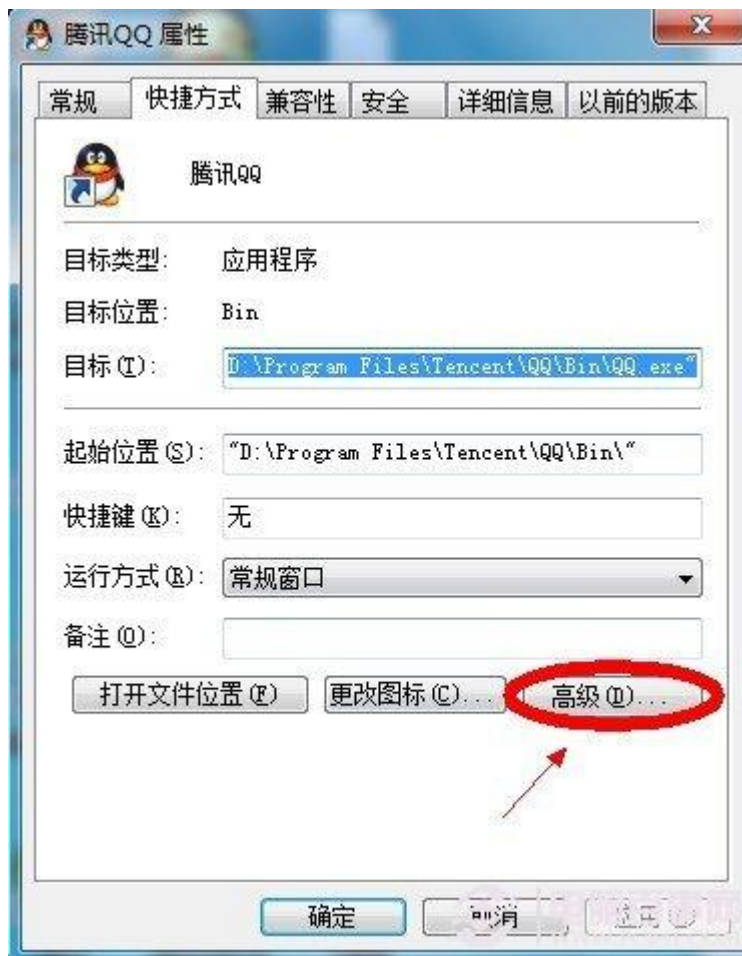 腾讯QQ 属性
常规 快捷方式 兼容性 安全 详细信息 以前的版本
腾讯QQ
目标类型: 应用程序
目标位置: Bin
目标(T): D:\Program Files\Tencent\QQ\Bin\QQ.exe"
起始位置(S): "D:\Program Files\Tencent\QQ\Bin\"
快捷键(K): 无
运行方式(R): 常规窗口
备注(O):
打开文件位置(F) 更改图标(C)... 高级(D)...
确定 取消 应用(A)